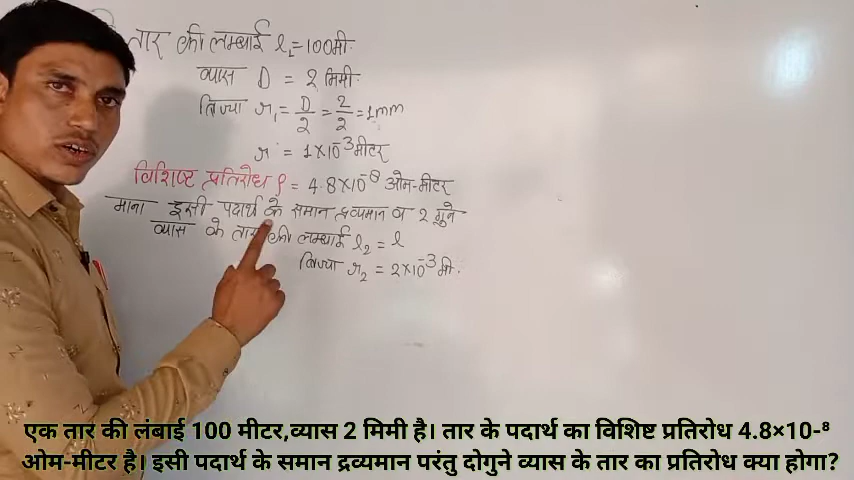 तार की लम्बाई l₁=100मी.
व्यास D = 2 मिमी.
त्रिज्या r₁ = D/2 = 2/2 = 1mm
r = 1×10⁻³ मीटर
विशिष्ट प्रतिरोध ρ = 4.8×10⁻⁸ ओम-मीटर
माना इसी पदार्थ के समान द्रव्यमान व 2 गुने
व्यास के तार की लम्बाई l₂ = l
त्रिज्या r₂ = 2×10⁻³ मी.
एक तार की लंबाई 100 मीटर,व्यास 2 मिमी है। तार के पदार्थ का विशिष्ट प्रतिरोध 4.8×10-⁸
ओम-मीटर है। इसी पदार्थ के समान द्रव्यमान परंतु दोगुने व्यास के तार का प्रतिरोध क्या होगा?